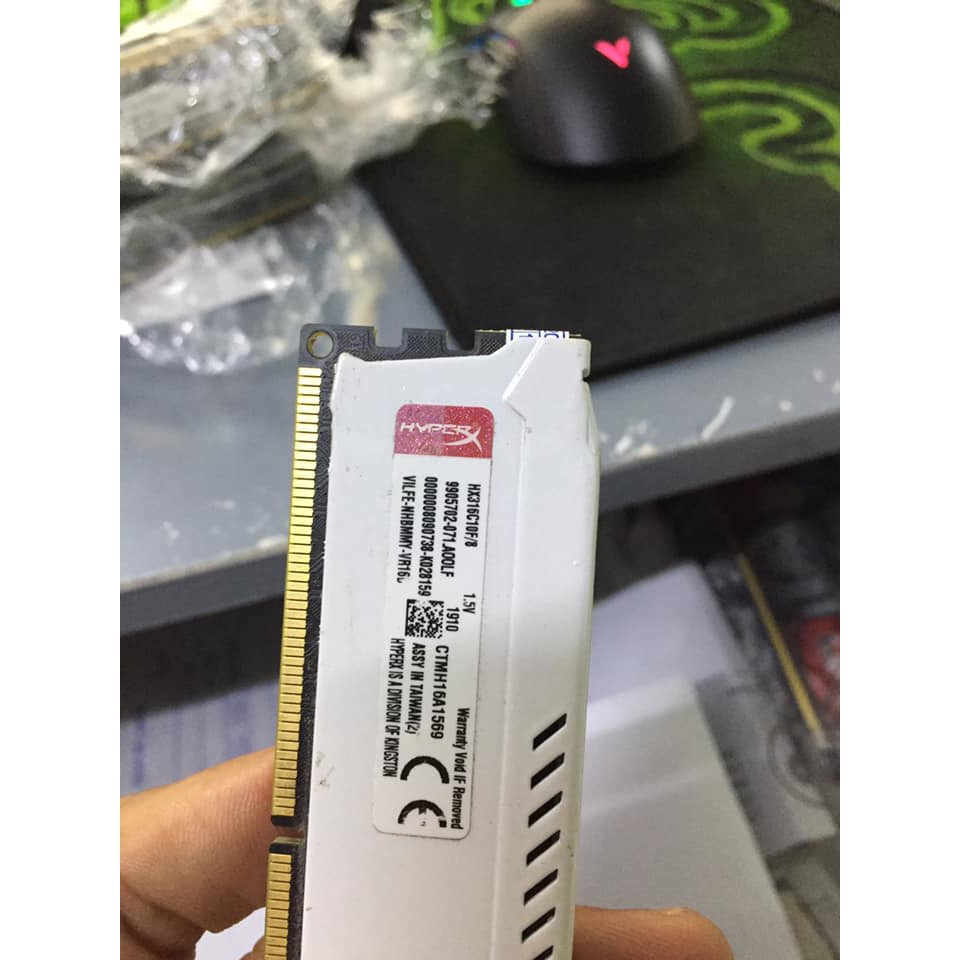 HYPERX
HX316C10F/8 1.5V
9905702-071.A00LF 1910
0000008090738-K028159
VILFE-NHBMMY-VR16L
Warranty Void IF Removed
CTMH16A1569
ASSY IN TAIWAN(2)
HYPERX IS A DIVISION OF KINGSTON
CE